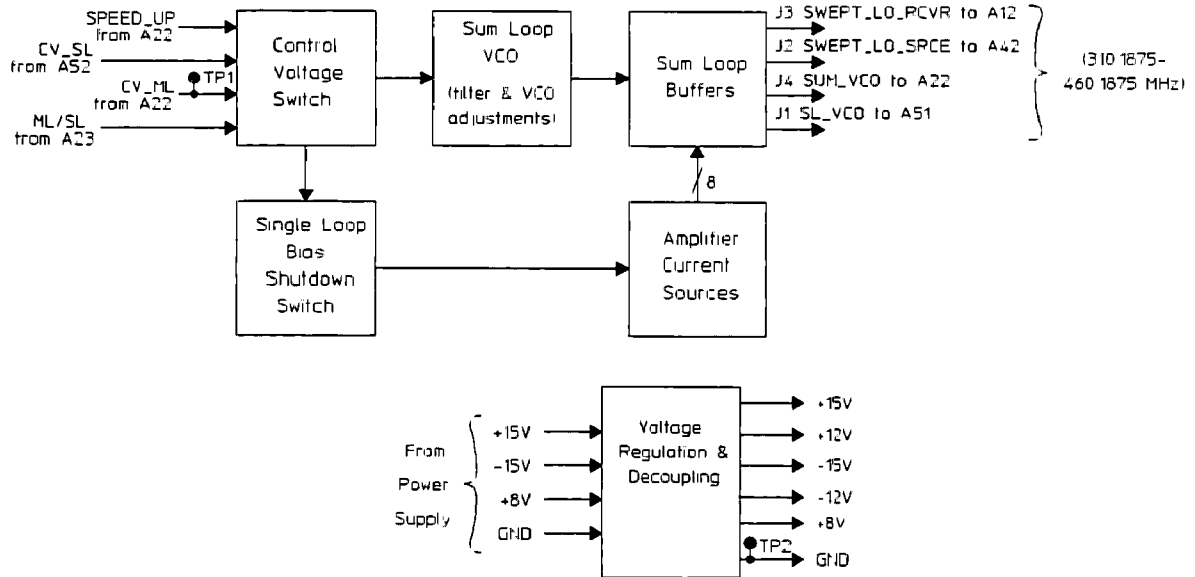 SPEED_UP
from A22
CV_SL
from A52
TP1
CV_ML
from A22
ML/SL
from A23
Control
Voltage
Switch
Sum Loop
VCO
(filter & VCO
adjustments)
Sum Loop
Buffers
J3 SWEPT_LO_RCVR to A12
J2 SWEPT_LO_SRCE to A42
J4 SUM_VCO to A22
J1 SL_VCO to A51
(310 1875-
460 1875 MHz)
8
Single Loop
Bias
Shutdown
Switch
Amplifier
Current
Sources
From
Power
Supply
+15V
-15V
+8V
GND
Voltage
Regulation &
Decoupling
+15V
+12V
-15V
-12V
+8V
TP2
GND